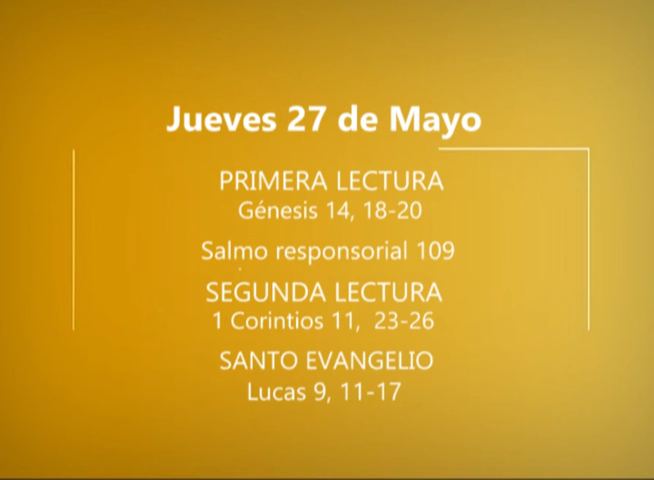 Jueves 27 de Mayo
PRIMERA LECTURA
Génesis 14, 18-20
Salmo responsorial 109
SEGUNDA LECTURA
1 Corintios 11, 23-26
SANTO EVANGELIO
Lucas 9, 11-17